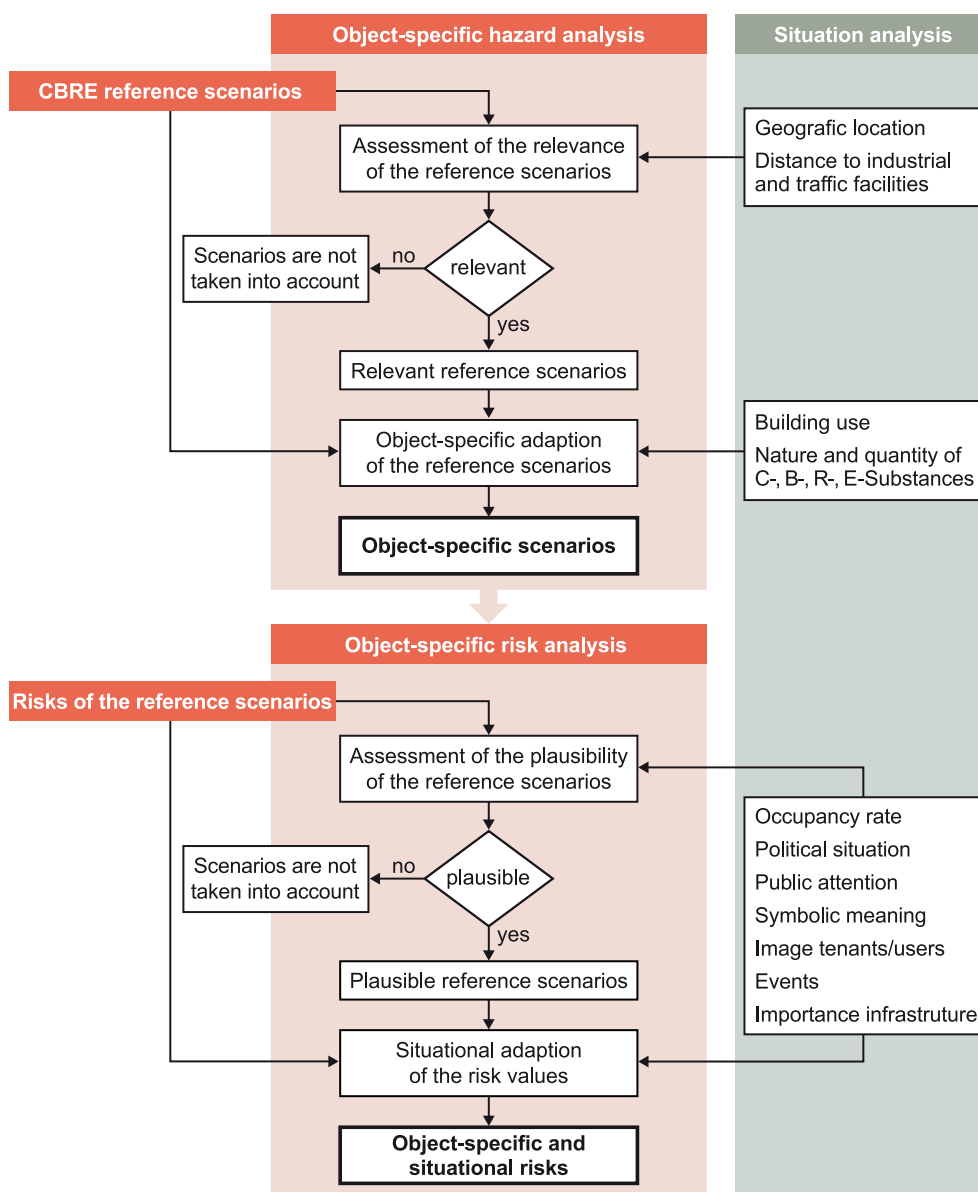 Object-specific hazard analysis
Situation analysis
CBRE reference scenarios
Assessment of the relevance
of the reference scenarios
Geografic location
Distance to industrial
and traffic facilities
Scenarios are not
taken into account
no
relevant
yes
Relevant reference scenarios
Object-specific adaption
of the reference scenarios
Building use
Nature and quantity of
C-, B-, R-, E-Substances
Object-specific scenarios
Object-specific risk analysis
Risks of the reference scenarios
Assessment of the plausibility
of the reference scenarios
Scenarios are not
taken into account
no
plausible
yes
Plausible reference scenarios
Situational adaption
of the risk values
Occupancy rate
Political situation
Public attention
Symbolic meaning
Image tenants/users
Events
Importance infrastruture
Object-specific and
situational risks